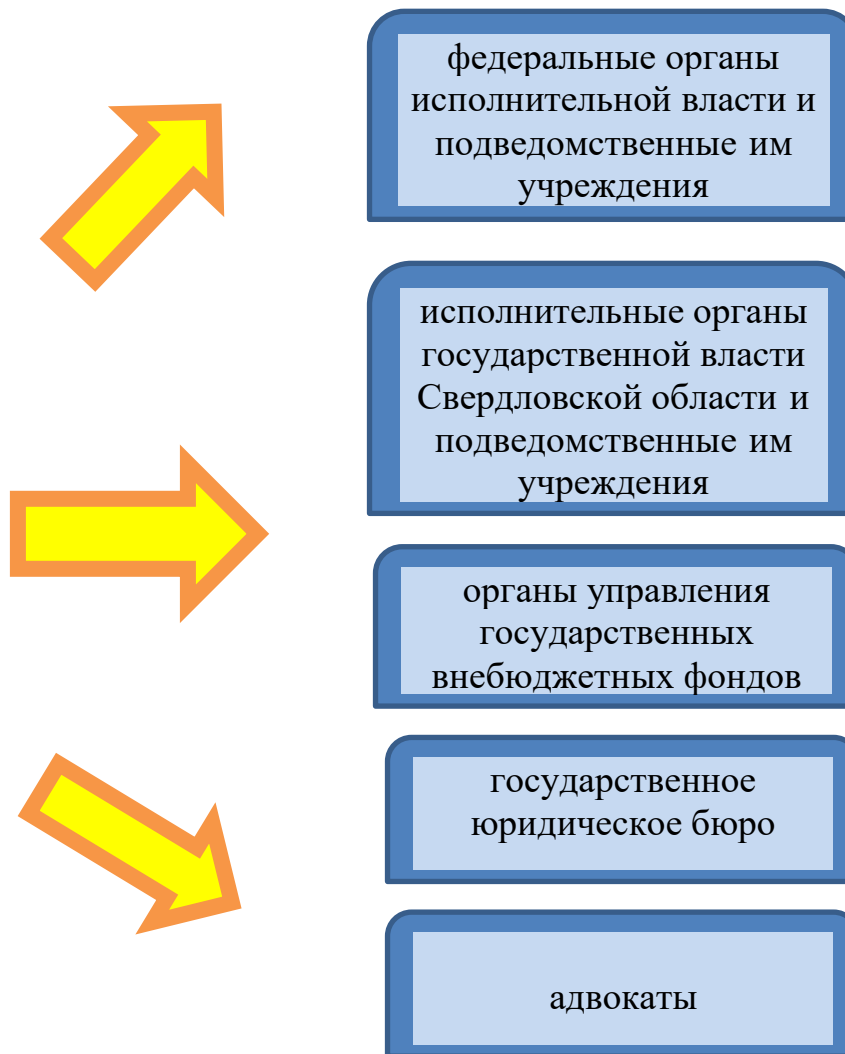 федеральные органы
исполнительной власти и
подведомственные им
учреждения
исполнительные органы
государственной власти
Свердловской области и
подведомственные им
учреждения
органы управления
государственных
внебюджетных фондов
государственное
юридическое бюро
адвокаты